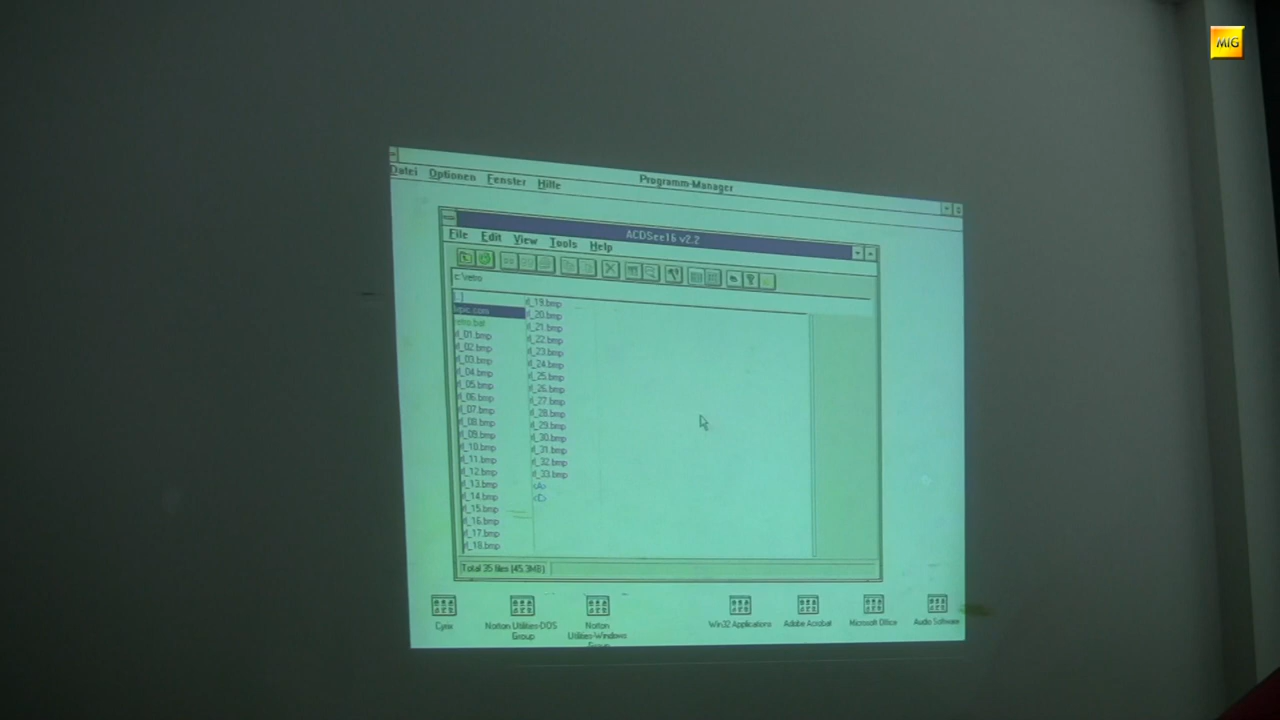 MIG
Programm-Manager
Datei Optionen Fenster Hilfe
ACDSee16 v2.2
File Edit View Tools Help
c:\retro
retro.bat
rl_01.bmp
rl_02.bmp
rl_03.bmp
rl_04.bmp
rl_05.bmp
rl_06.bmp
rl_07.bmp
rl_08.bmp
rl_09.bmp
rl_10.bmp
rl_11.bmp
rl_12.bmp
rl_13.bmp
rl_14.bmp
rl_15.bmp
rl_16.bmp
rl_17.bmp
rl_18.bmp
rl_19.bmp
rl_20.bmp
rl_21.bmp
rl_22.bmp
rl_23.bmp
rl_24.bmp
rl_25.bmp
rl_26.bmp
rl_27.bmp
rl_28.bmp
rl_29.bmp
rl_30.bmp
rl_31.bmp
rl_32.bmp
rl_33.bmp
<A>
Total 35 files (45.3MB)
Cyrix
Norton Utilities-DOS
Group
Norton
Utilities-Windows
Group
Win32 Applications
Adobe Acrobat
Microsoft Office
Audio Software